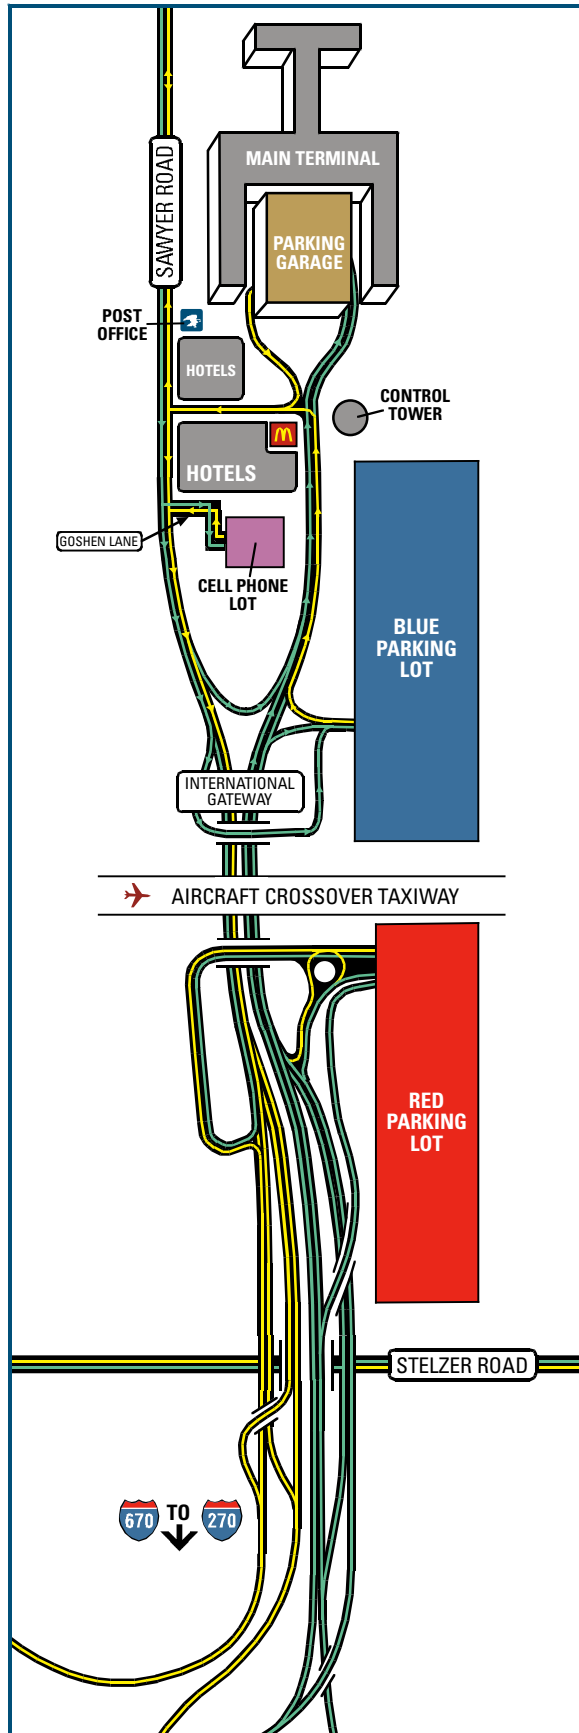 MAIN TERMINAL
SAWYER ROAD
PARKING
GARAGE
POST
OFFICE
HOTELS
CONTROL
TOWER
HOTELS
GOSHEN LANE
CELL PHONE
LOT
BLUE
PARKING
LOT
INTERNATIONAL
GATEWAY
AIRCRAFT CROSSOVER TAXIWAY
RED
PARKING
LOT
STELZER ROAD
670
TO
270